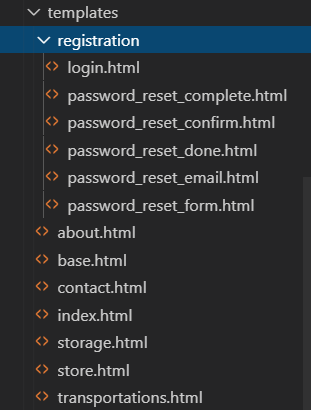 templates
registration
login.html
password_reset_complete.html
password_reset_confirm.html
password_reset_done.html
password_reset_email.html
password_reset_form.html
about.html
base.html
contact.html
index.html
storage.html
store.html
transportations.html